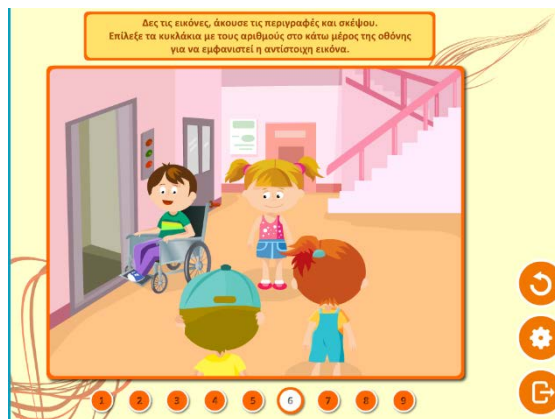 Δες τις εικόνες, άκουσε τις περιγραφές και σκέψου.
Επίλεξε τα κυκλάκια με τους αριθμούς στο κάτω μέρος της οθόνης
για να εμφανιστεί η αντίστοιχη εικόνα.
1 2 3 4 5 6 7 8 9